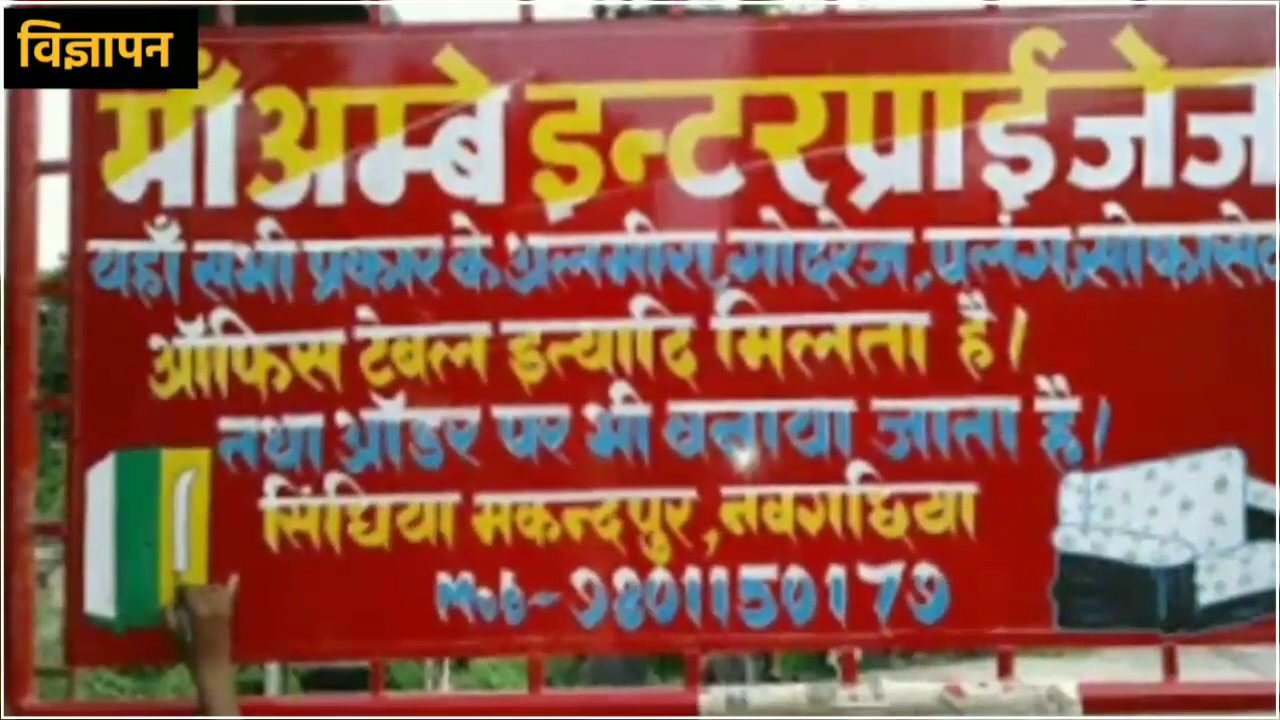 विज्ञापन
माँ अम्बे इन्टरप्राईजेज
यहाँ सभी प्रकार के अलमीरा, गोदरेज, पलंग, सोफासेट
ऑफिस टेबल इत्यादि मिलता है।
तथा ऑडर पर भी बनाया जाता है।
सिंघिया मकन्दपुर, नवगछिया
Mob- 9801150179